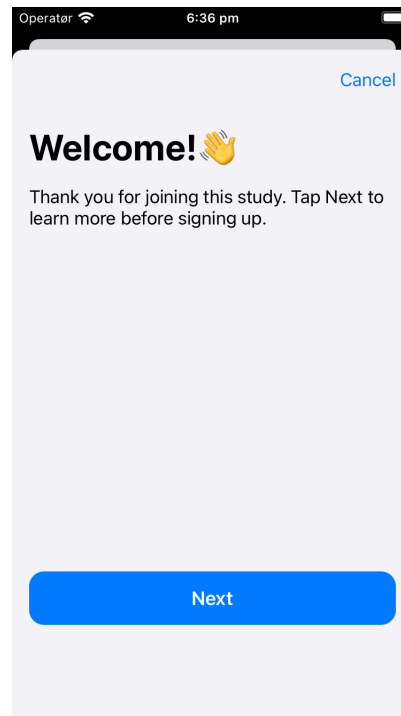 Operatør 6:36 pm
Cancel
Welcome!👋
Thank you for joining this study. Tap Next to
learn more before signing up.
Next